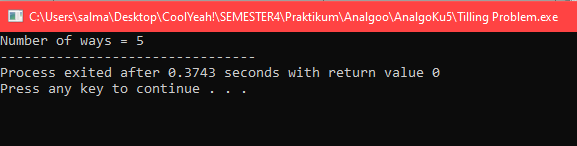 C:\Users\salma\Desktop\CoolYeah!\SEMESTER4\Praktikum\Analgoo\AnalgoKu5\Tilling Problem.exe
Number of ways = 5
--------------------------------
Process exited after 0.3743 seconds with return value 0
Press any key to continue . . .